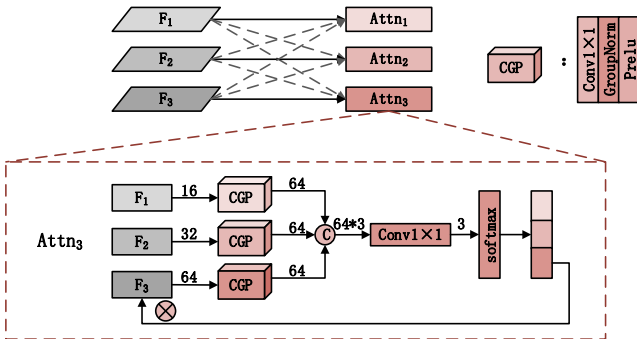 F₁
Attn₁
F₂
Attn₂
F₃
Attn₃
CGP
:
Conv1×1
GroupNorm
Prelu
Attn₃
F₁
16
CGP
64
F₂
32
CGP
64
C
64*3
Conv1×1
3
softmax
F₃
64
CGP
64